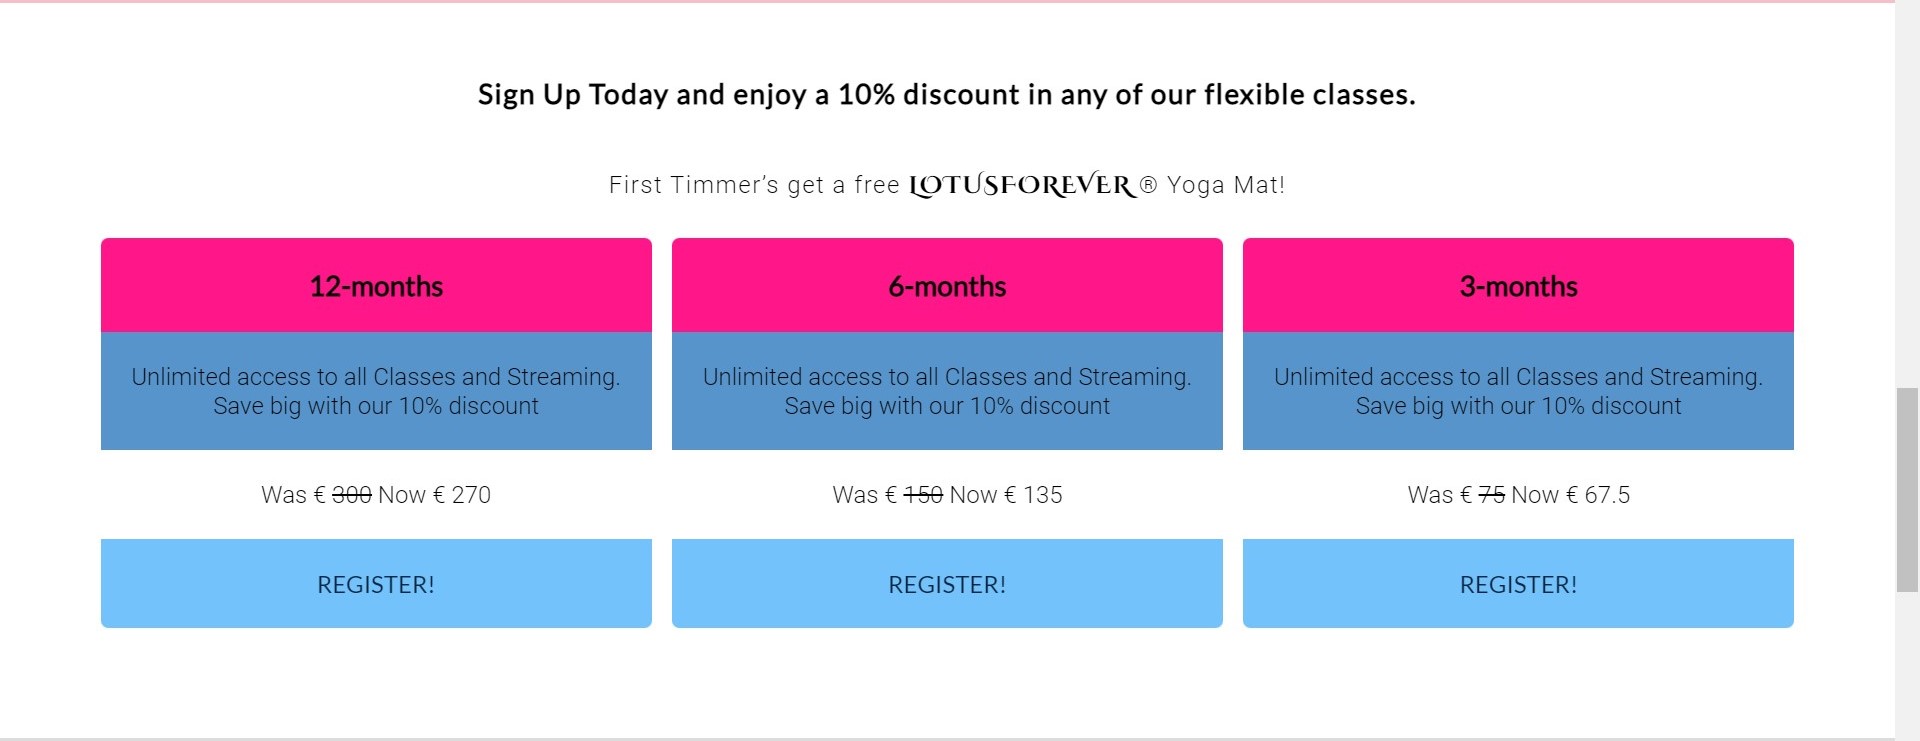 Sign Up Today and enjoy a 10% discount in any of our flexible classes.
First Timmer’s get a free LOTUSFOREVER ® Yoga Mat!
12-months
Unlimited access to all Classes and Streaming.
Save big with our 10% discount
Was € 300 Now € 270
REGISTER!
6-months
Unlimited access to all Classes and Streaming.
Save big with our 10% discount
Was € 150 Now € 135
REGISTER!
3-months
Unlimited access to all Classes and Streaming.
Save big with our 10% discount
Was € 75 Now € 67.5
REGISTER!